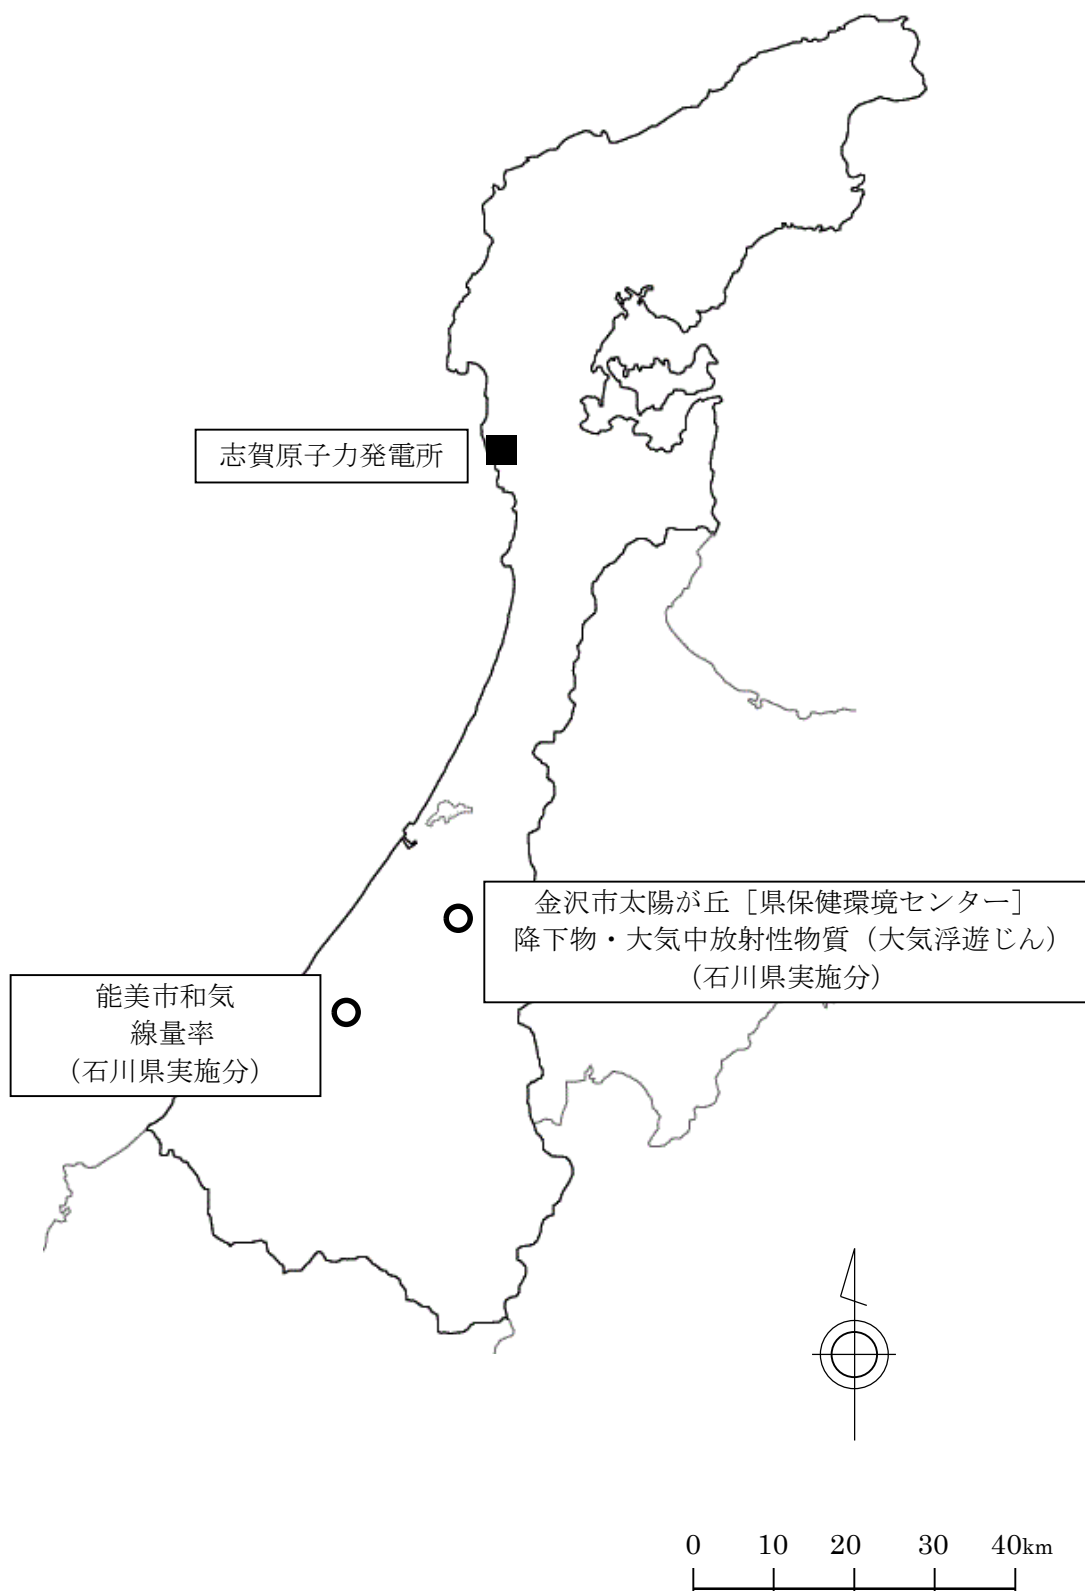 志賀原子力発電所
金沢市太陽が丘［県保健環境センター］
降下物・大気中放射性物質（大気浮遊じん）
（石川県実施分）
能美市和気
線量率
（石川県実施分）
0 10 20 30 40km